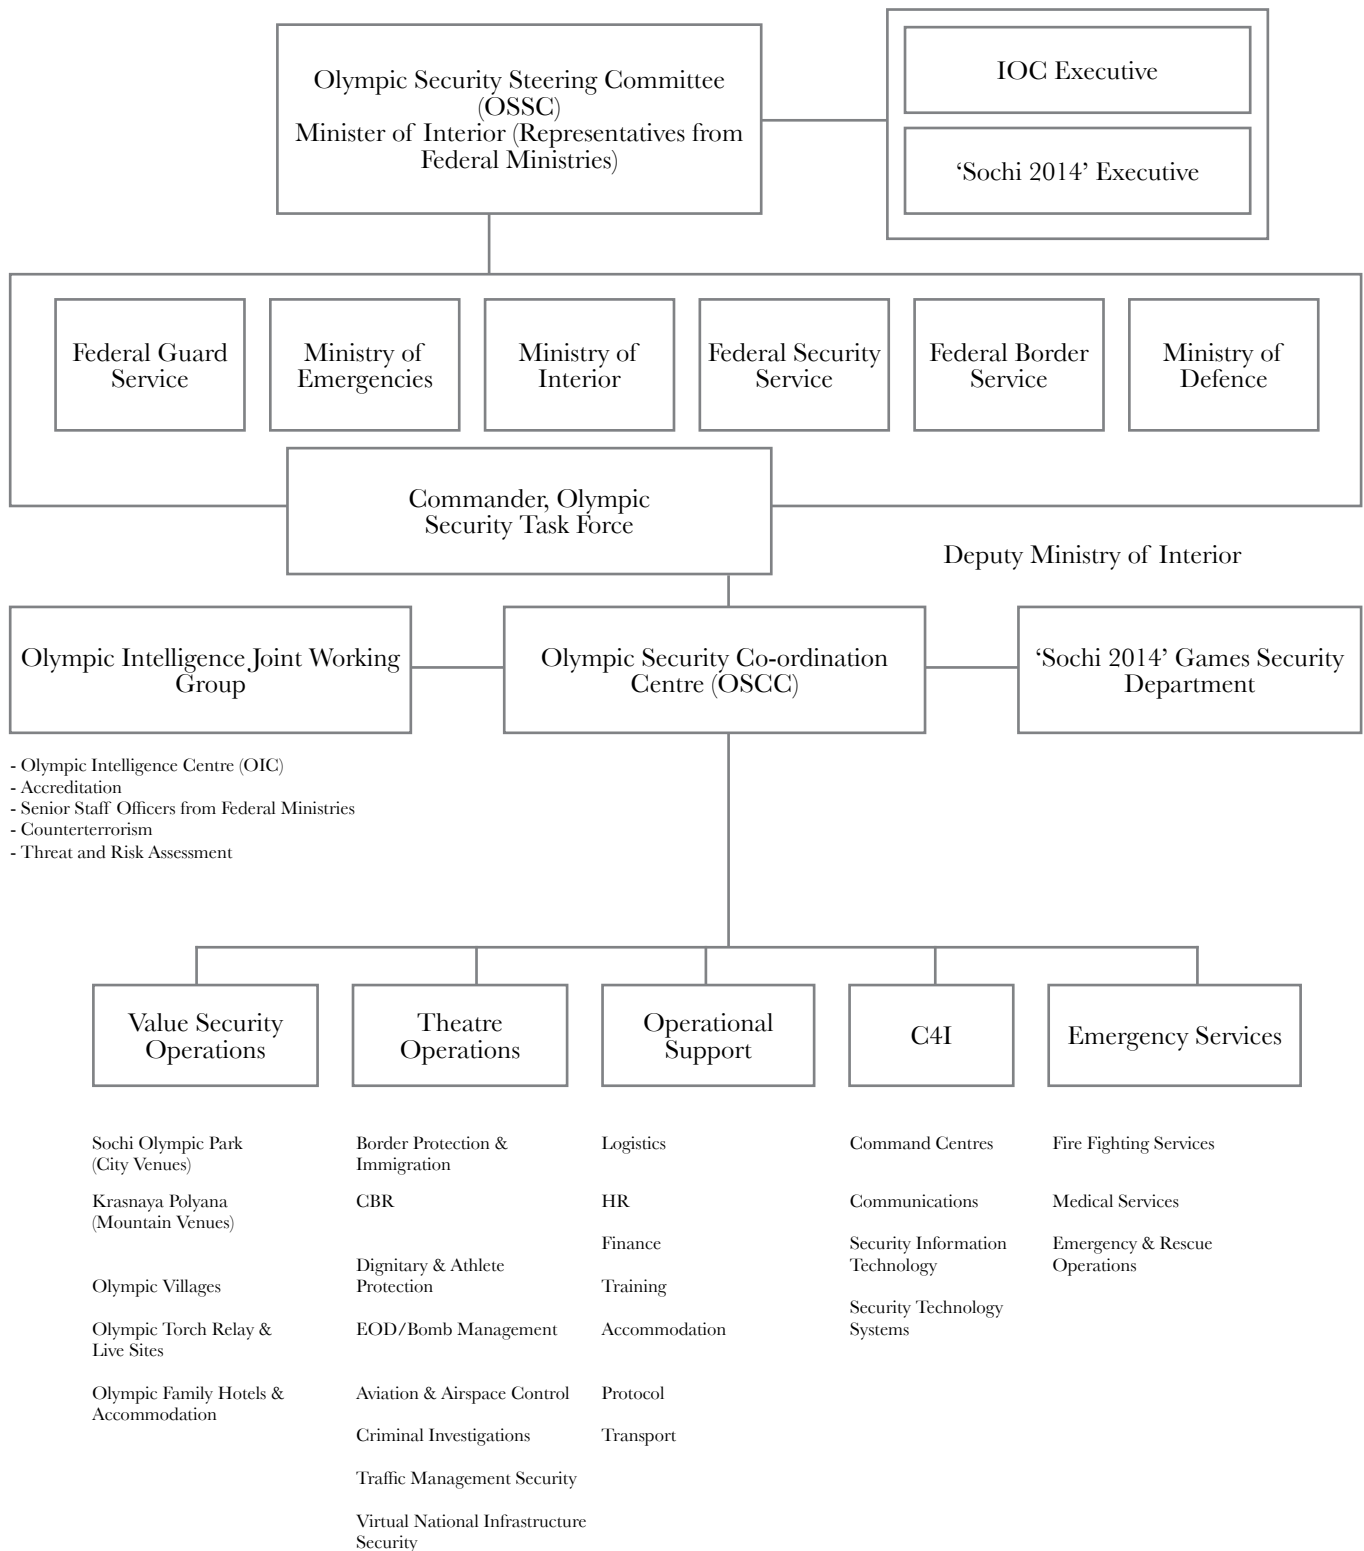 Olympic Security Steering Committee
(OSSC)
Minister of Interior (Representatives from
Federal Ministries)
IOC Executive
‘Sochi 2014’ Executive
Federal Guard
Service
Ministry of
Emergencies
Ministry of
Interior
Federal Security
Service
Federal Border
Service
Ministry of
Defence
Commander, Olympic
Security Task Force
Deputy Ministry of Interior
Olympic Intelligence Joint Working
Group
Olympic Security Co-ordination
Centre (OSCC)
‘Sochi 2014’ Games Security
Department
- Olympic Intelligence Centre (OIC)
- Accreditation
- Senior Staff Officers from Federal Ministries
- Counterterrorism
- Threat and Risk Assessment
Value Security
Operations
Theatre
Operations
Operational
Support
C4I
Emergency Services
Sochi Olympic Park
(City Venues)
Krasnaya Polyana
(Mountain Venues)
Olympic Villages
Olympic Torch Relay &
Live Sites
Olympic Family Hotels &
Accommodation
Border Protection &
Immigration
CBR
Dignitary & Athlete
Protection
EOD/Bomb Management
Aviation & Airspace Control
Criminal Investigations
Traffic Management Security
Virtual National Infrastructure
Security
Logistics
HR
Finance
Training
Accommodation
Protocol
Transport
Command Centres
Communications
Security Information
Technology
Security Technology
Systems
Fire Fighting Services
Medical Services
Emergency & Rescue
Operations